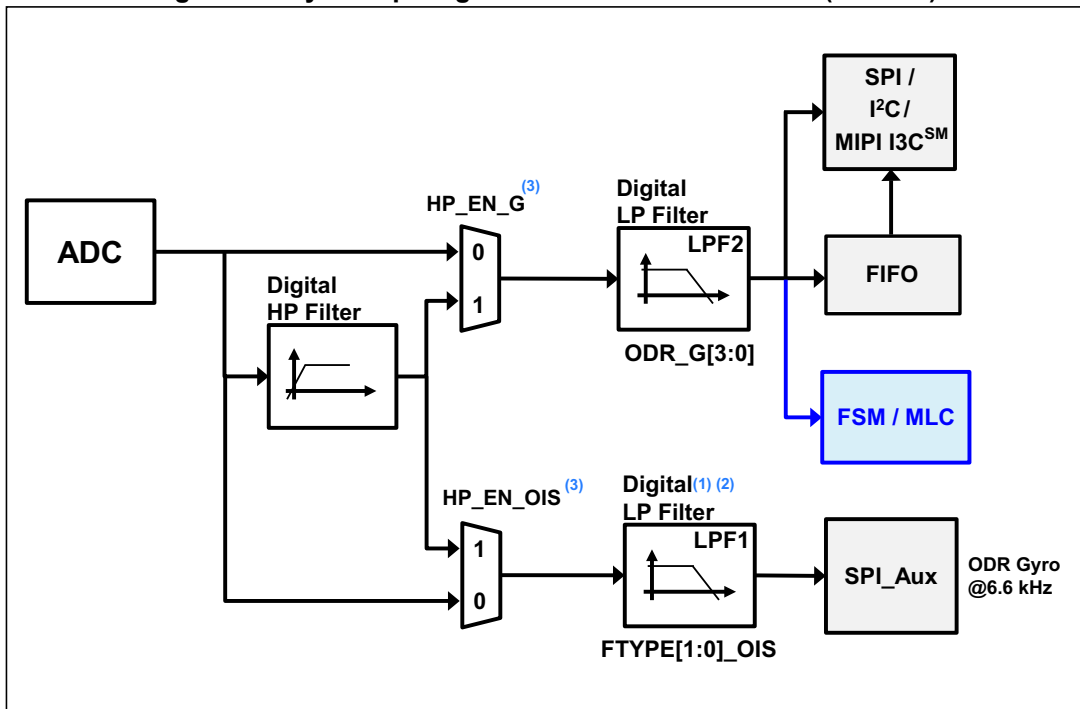 SPI /
I²C /
MIPI I3C^SM
HP_EN_G (3)
Digital
LP Filter
LPF2
ADC
0
1
FIFO
Digital
HP Filter
ODR_G[3:0]
FSM / MLC
HP_EN_OIS (3)
Digital (1) (2)
LP Filter
LPF1
1
0
SPI_Aux
ODR Gyro
@6.6 kHz
FTYPE[1:0]_OIS